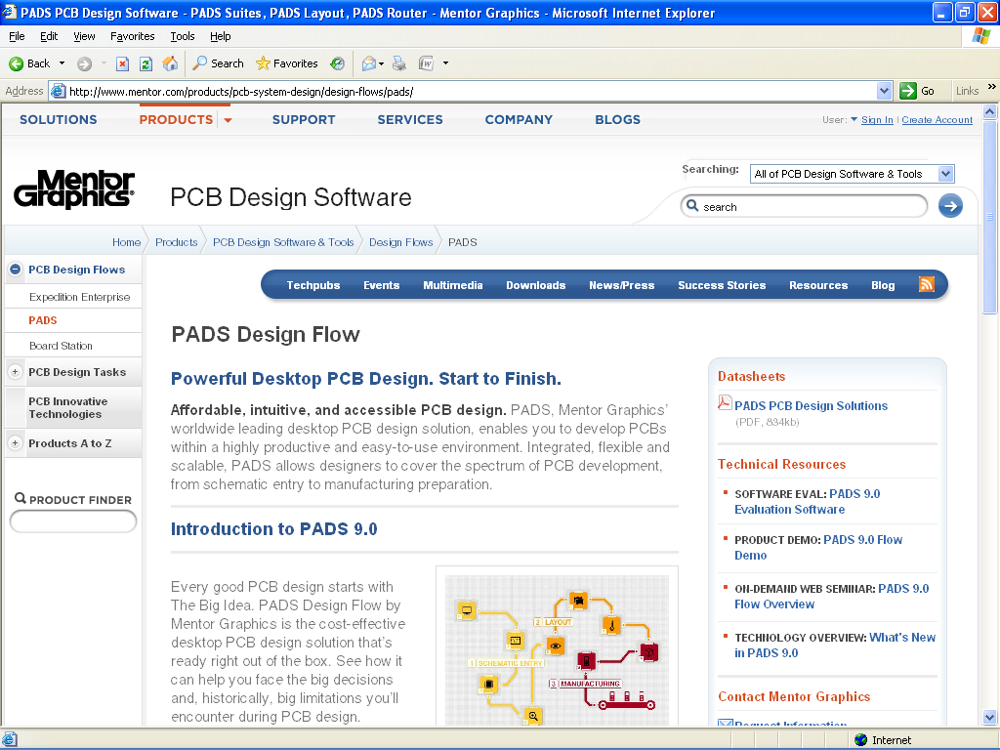 PADS PCB Design Software - PADS Suites, PADS Layout, PADS Router - Mentor Graphics - Microsoft Internet Explorer
File Edit View Favorites Tools Help
Back Search Favorites
Address http://www.mentor.com/products/pcb-system-design/design-flows/pads/ Go Links »
SOLUTIONS PRODUCTS SUPPORT SERVICES COMPANY BLOGS User: Sign In | Create Account
Searching: All of PCB Design Software & Tools
Mentor
Graphics®
PCB Design Software
search
Home Products PCB Design Software & Tools Design Flows PADS
PCB Design Flows
Expedition Enterprise
PADS
Board Station
PCB Design Tasks
PCB Innovative
Technologies
Products A to Z
PRODUCT FINDER
Techpubs Events Multimedia Downloads News/Press Success Stories Resources Blog
PADS Design Flow
Powerful Desktop PCB Design. Start to Finish.
Affordable, intuitive, and accessible PCB design. PADS, Mentor Graphics'
worldwide leading desktop PCB design solution, enables you to develop PCBs
within a highly productive and easy-to-use environment. Integrated, flexible and
scalable, PADS allows designers to cover the spectrum of PCB development,
from schematic entry to manufacturing preparation.
Introduction to PADS 9.0
Every good PCB design starts with
The Big Idea. PADS Design Flow by
Mentor Graphics is the cost-effective
desktop PCB design solution that's
ready right out of the box. See how it
can help you face the big decisions
and, historically, big limitations you'll
encounter during PCB design.
2 LAYOUT
1 SCHEMATIC ENTRY
3 MANUFACTURING
Datasheets
PADS PCB Design Solutions
(PDF, 834kb)
Technical Resources
SOFTWARE EVAL: PADS 9.0
Evaluation Software
PRODUCT DEMO: PADS 9.0 Flow
Demo
ON-DEMAND WEB SEMINAR: PADS 9.0
Flow Overview
TECHNOLOGY OVERVIEW: What's New
in PADS 9.0
Contact Mentor Graphics
Request Information
Internet